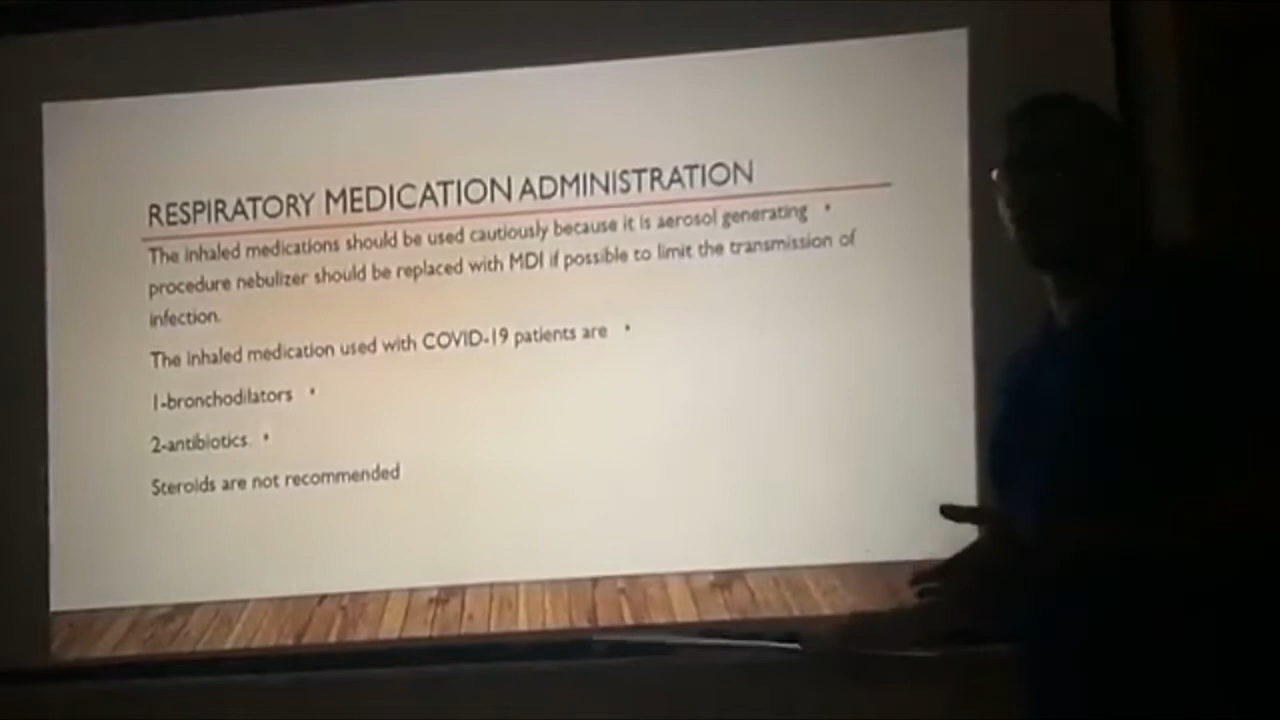 RESPIRATORY MEDICATION ADMINISTRATION
The inhaled medications should be used cautiously because it is aerosol generating •
procedure nebulizer should be replaced with MDI if possible to limit the transmission of
infection.
The inhaled medication used with COVID-19 patients are •
1-bronchodilators •
2-antibiotics •
Steroids are not recommended